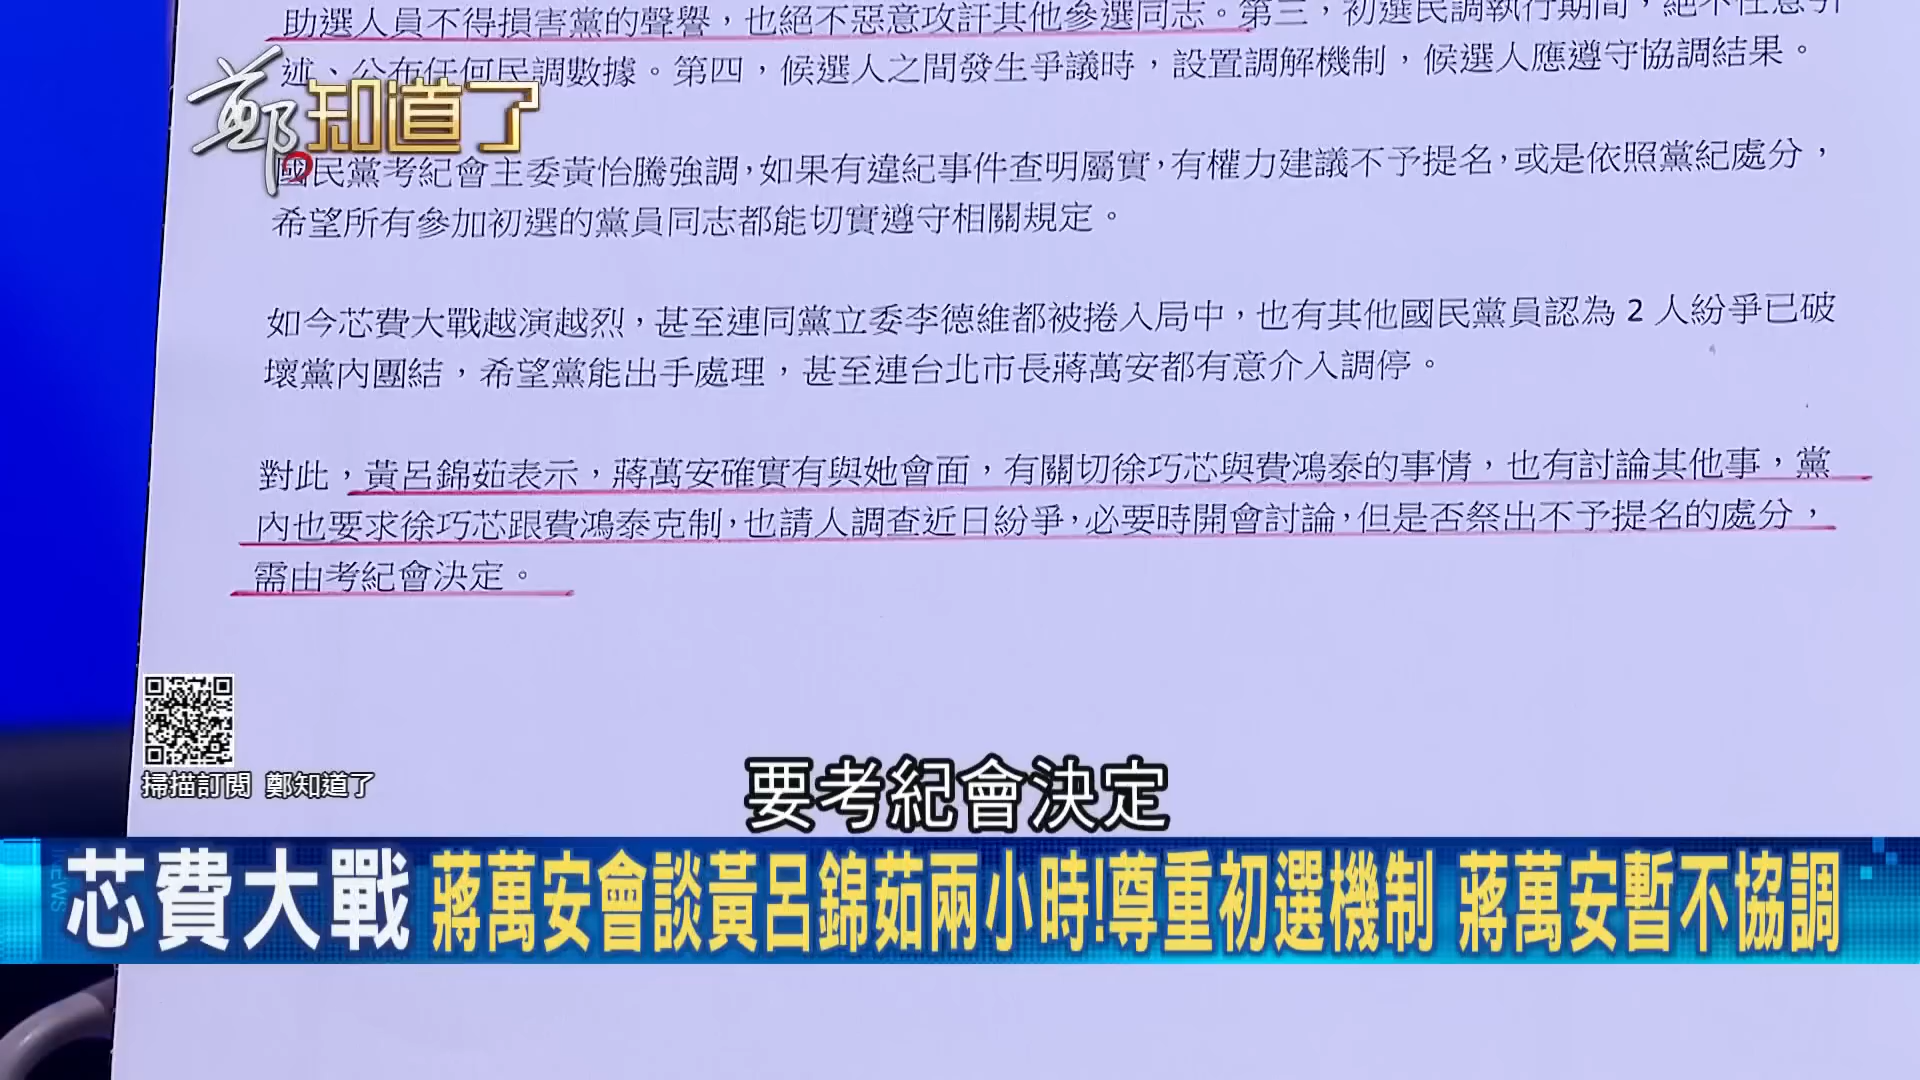 助選人員不得損害黨的聲譽，也絕不惡意攻訐其他參選同志。第三，初選民調執行期間，絕不任意引
述、公布任何民調數據。第四，候選人之間發生爭議時，設置調解機制，候選人應遵守協調結果。
鄭知道了
國民黨考紀會主委黃怡騰強調，如果有違紀事件查明屬實，有權力建議不予提名，或是依照黨紀處分，
希望所有參加初選的黨員同志都能切實遵守相關規定。
如今芯費大戰越演越烈，甚至連同黨立委李德維都被捲入局中，也有其他國民黨員認為 2 人紛爭已破
壞黨內團結，希望黨能出手處理，甚至連台北市長蔣萬安都有意介入調停。
對此，黃呂錦茹表示，蔣萬安確實有與她會面，有關切徐巧芯與費鴻泰的事情，也有討論其他事，黨
內也要求徐巧芯跟費鴻泰克制，也請人調查近日紛爭，必要時開會討論，但是否祭出不予提名的處分，
需由考紀會決定。
掃描訂閱 鄭知道了
要考紀會決定
NEWS
芯費大戰 蔣萬安會談黃呂錦茹兩小時!尊重初選機制 蔣萬安暫不協調